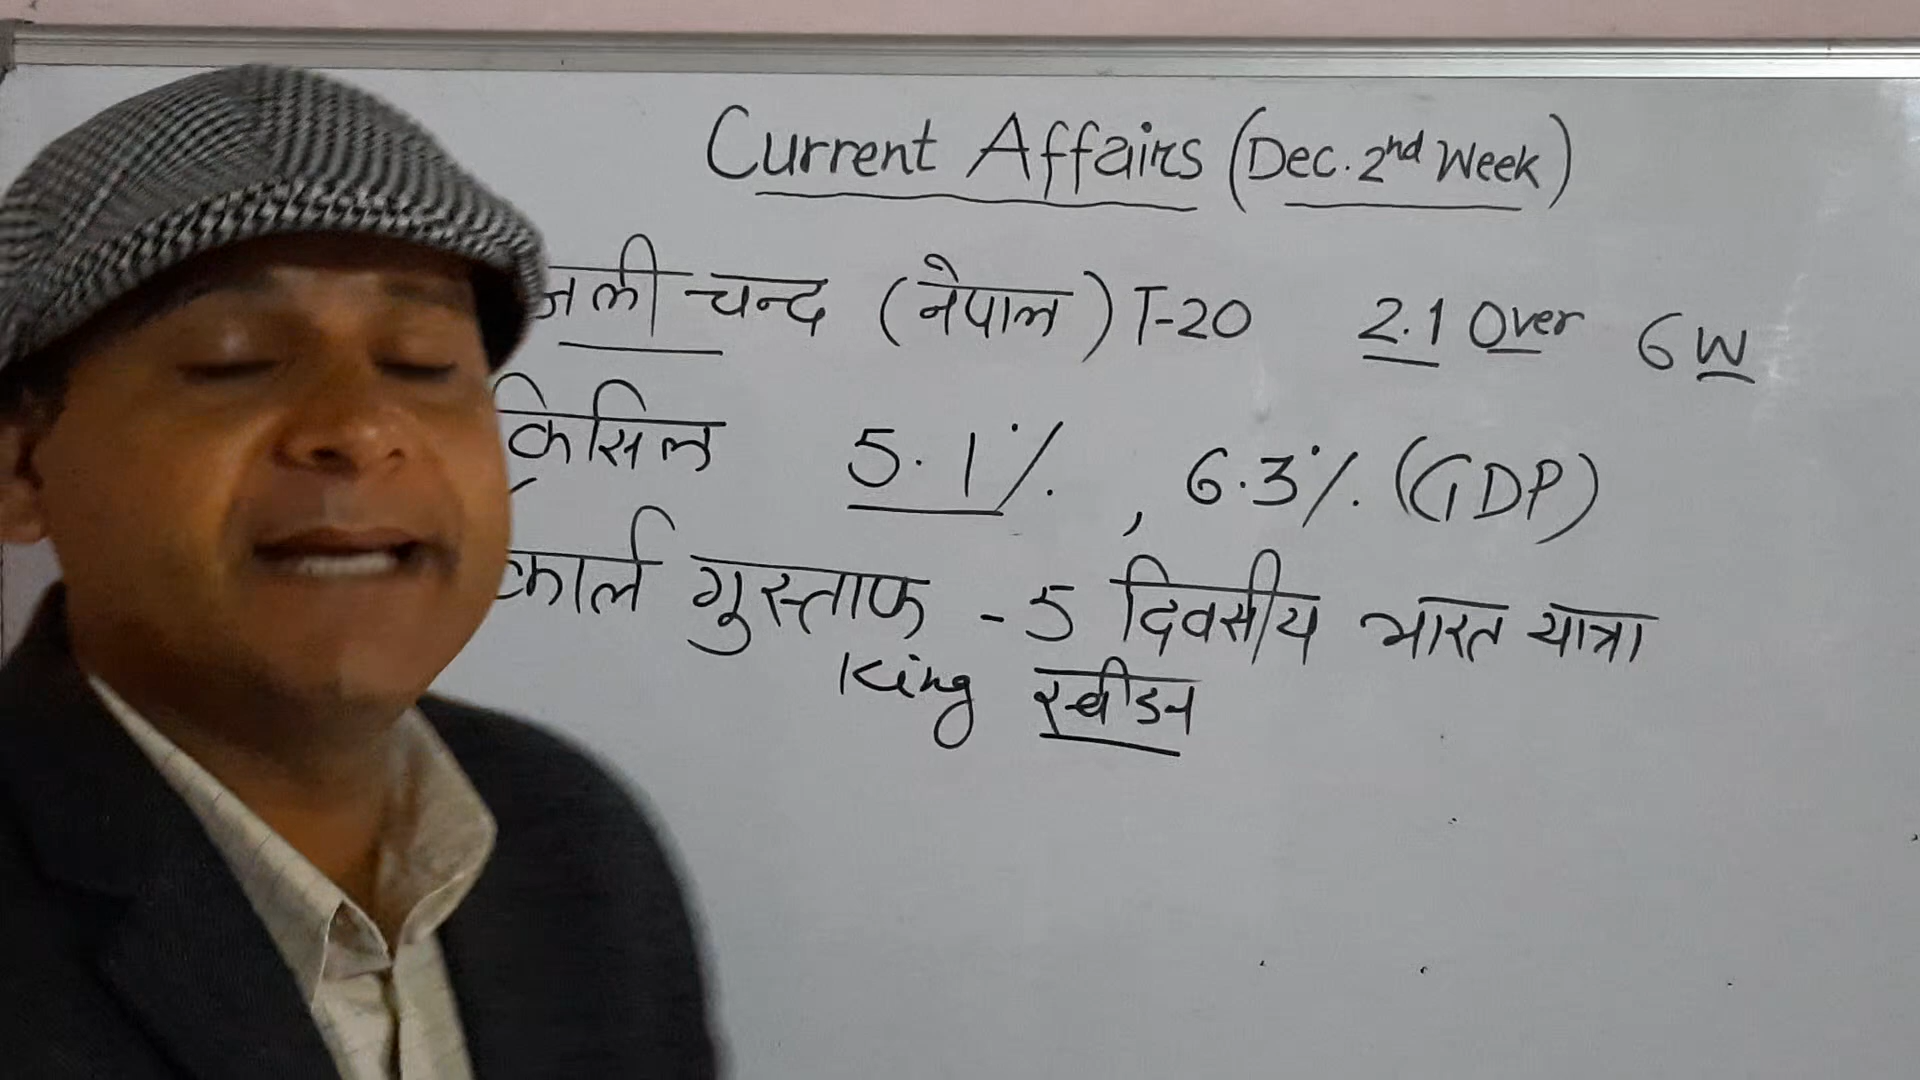 Current Affairs (Dec. 2nd Week)
जली चन्द (नेपाल) T-20 2.1 Over 6 W
क्रिसिल 5.1%, 6.3% (GDP)
कार्ल गुस्ताफ - 5 दिवसीय भारत यात्रा
King स्वीडन